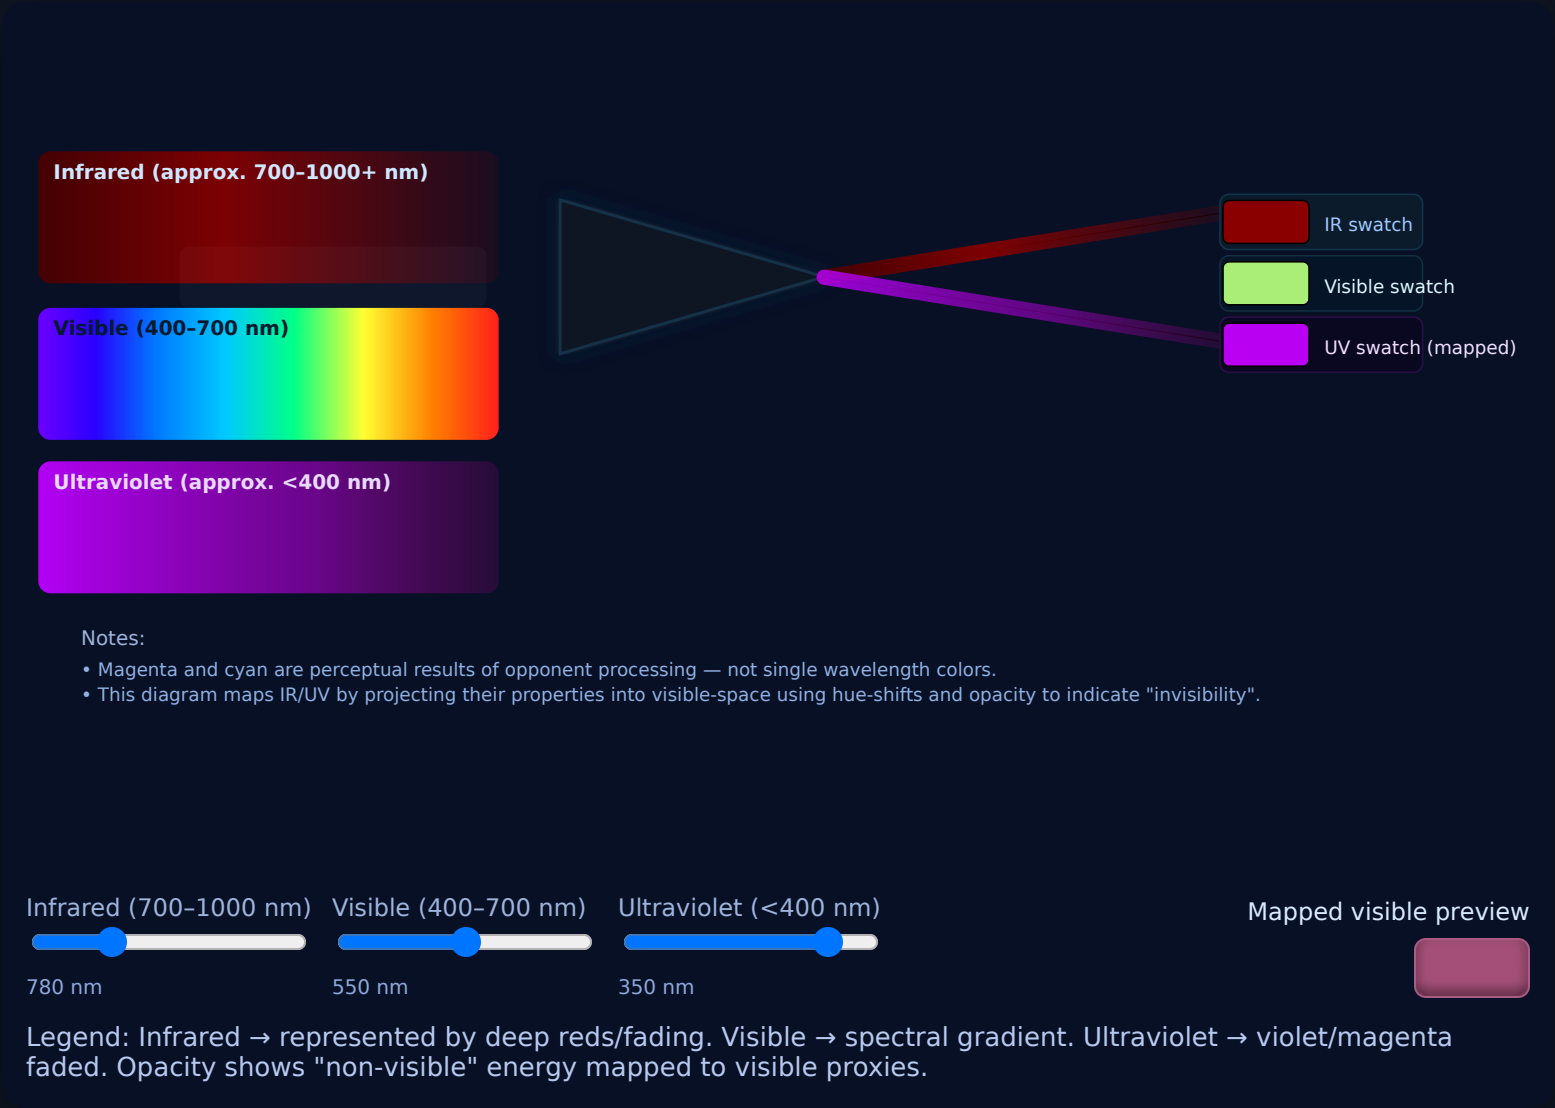 Infrared (approx. 700–1000+ nm)
Visible (400–700 nm)
Ultraviolet (approx. <400 nm)
IR swatch
Visible swatch
UV swatch (mapped)
Notes:
• Magenta and cyan are perceptual results of opponent processing — not single wavelength colors.
• This diagram maps IR/UV by projecting their properties into visible-space using hue-shifts and opacity to indicate "invisibility".
Infrared (700–1000 nm)
780 nm
Visible (400–700 nm)
550 nm
Ultraviolet (<400 nm)
350 nm
Mapped visible preview
Legend: Infrared → represented by deep reds/fading. Visible → spectral gradient. Ultraviolet → violet/magenta
faded. Opacity shows "non-visible" energy mapped to visible proxies.